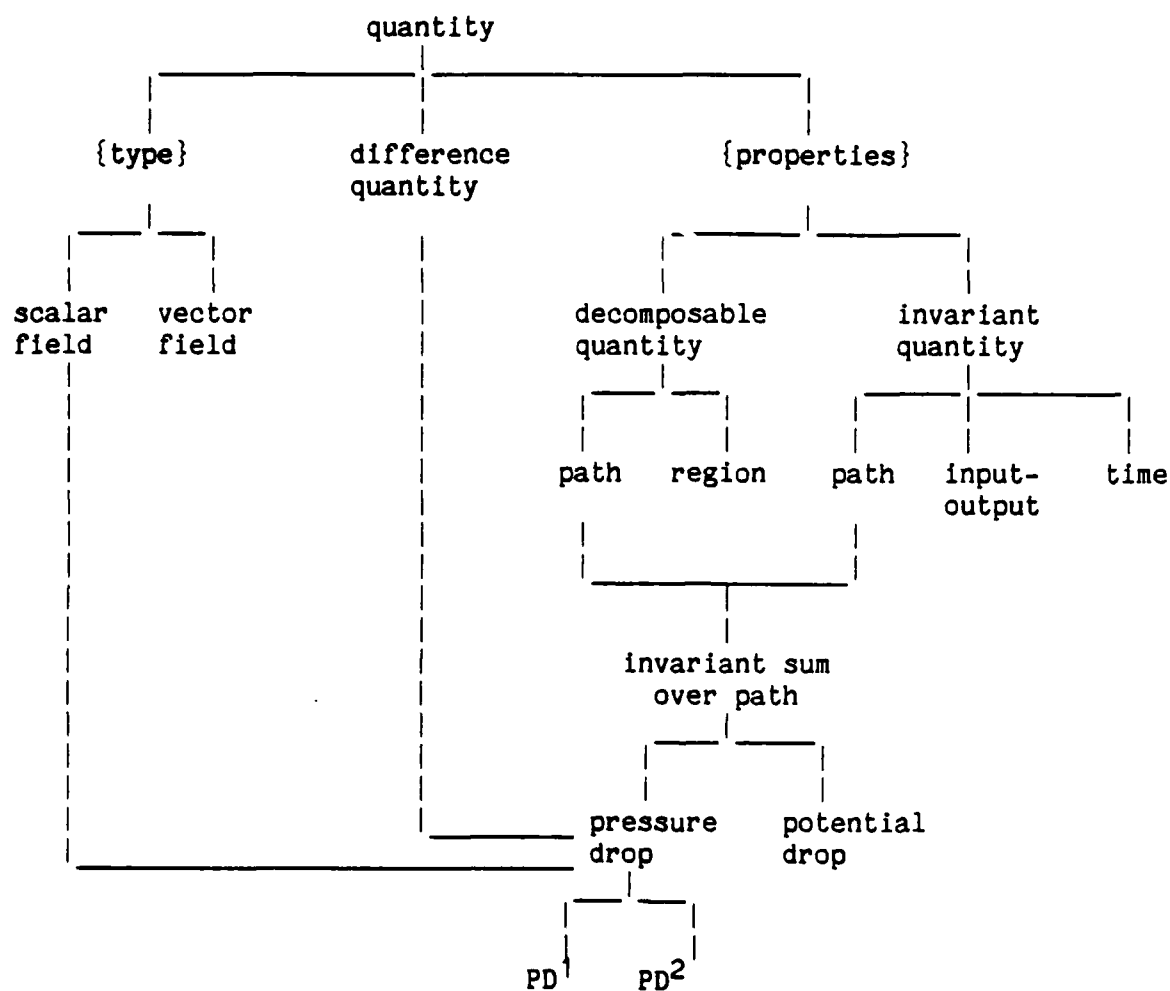 quantity
{type}
difference
quantity
{properties}
scalar
field
vector
field
decomposable
quantity
invariant
quantity
path
region
path
input-
output
time
invariant sum
over path
pressure
drop
potential
drop
PD1
PD2